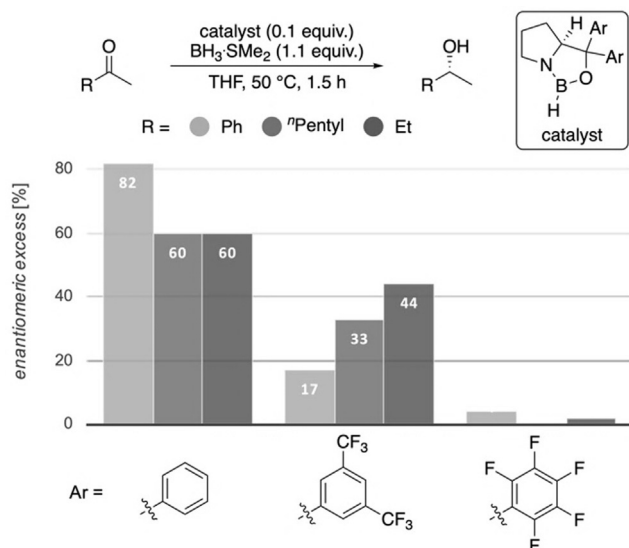 catalyst (0.1 equiv.)
BH₃·SMe₂ (1.1 equiv.)
THF, 50 °C, 1.5 h
O
R
OH
R
H
Ar
Ar
N
B
O
H
catalyst
R = Ph ⁿPentyl Et
enantiomeric excess [%]
80
60
40
20
0
82
60
60
17
33
44
Ar =
CF₃
CF₃
F
F
F
F
F